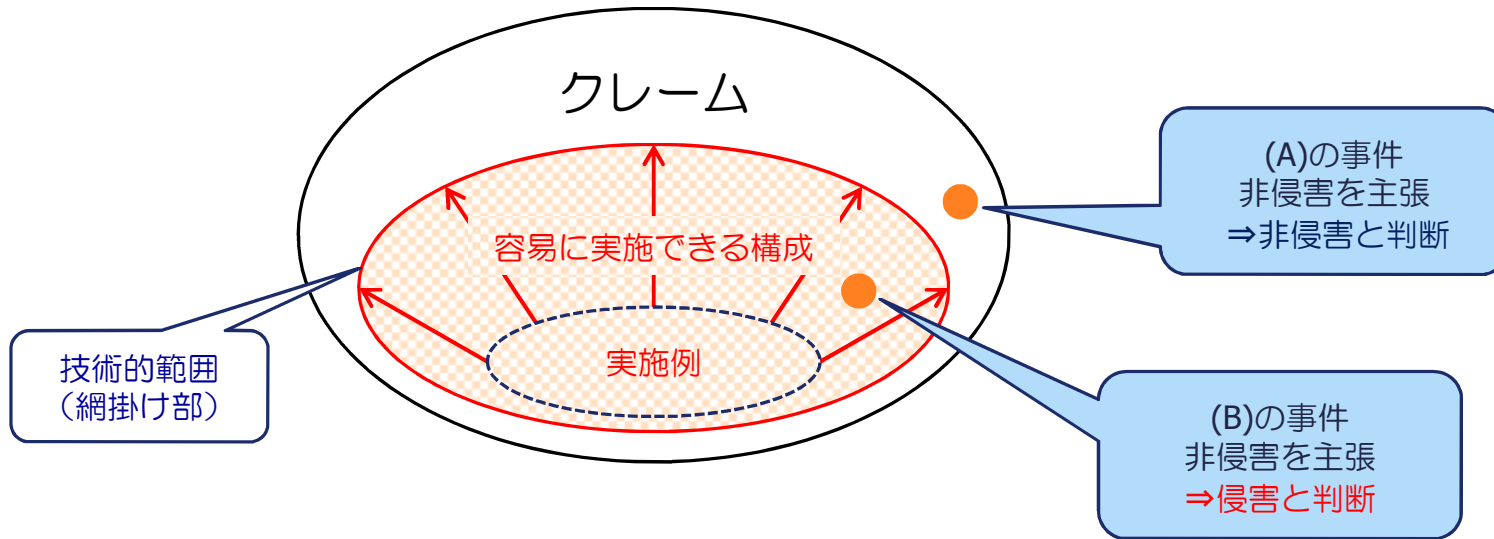 クレーム
(A)の事件
非侵害を主張
⇒非侵害と判断
容易に実施できる構成
実施例
技術的範囲
（網掛け部）
(B)の事件
非侵害を主張
⇒侵害と判断